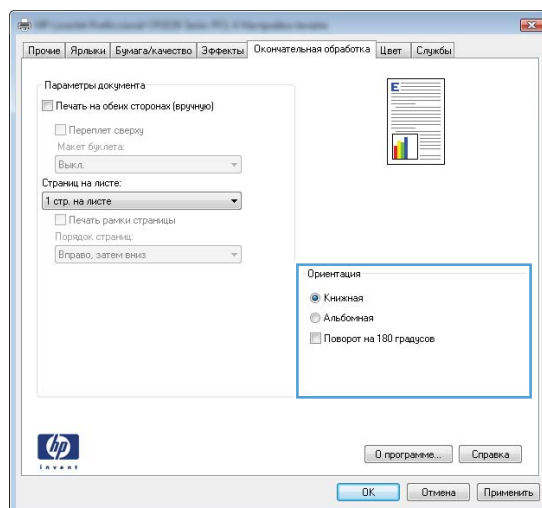 Прочие Ярлыки Бумага/качество Эффекты Окончательная обработка Цвет Службы
Параметры документа
Печать на обеих сторонах (вручную)
Переплет сверху
Макет буклета:
Выкл.
Страниц на листе:
1 стр. на листе
Печать рамки страницы
Порядок страниц:
Вправо, затем вниз
E
Ориентация
Книжная
Альбомная
Поворот на 180 градусов
hp
invent
О программе... Справка
OK Отмена Применить